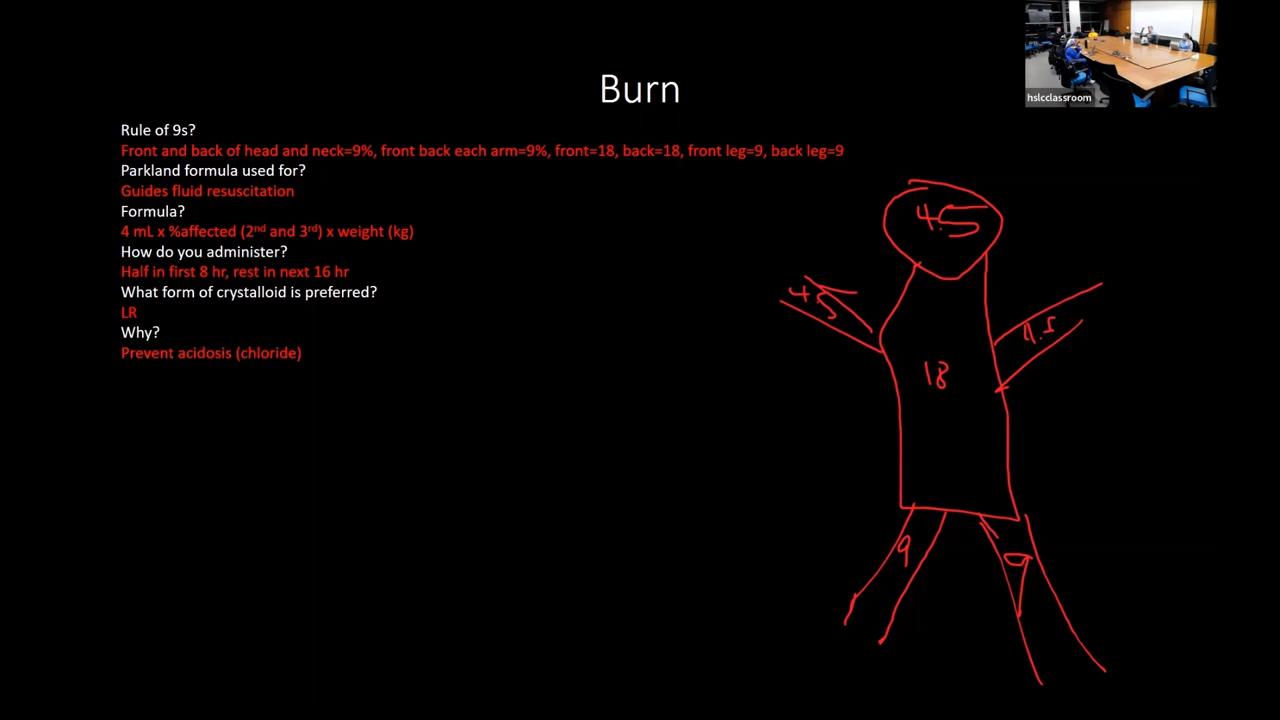 hslcclassroom
Burn
Rule of 9s?
Front and back of head and neck=9%, front back each arm=9%, front=18, back=18, front leg=9, back leg=9
Parkland formula used for?
Guides fluid resuscitation
Formula?
4 mL x %affected (2nd and 3rd) x weight (kg)
How do you administer?
Half in first 8 hr, rest in next 16 hr
What form of crystalloid is preferred?
LR
Why?
Prevent acidosis (chloride)
4.5
4.5
4.5
18
9
9